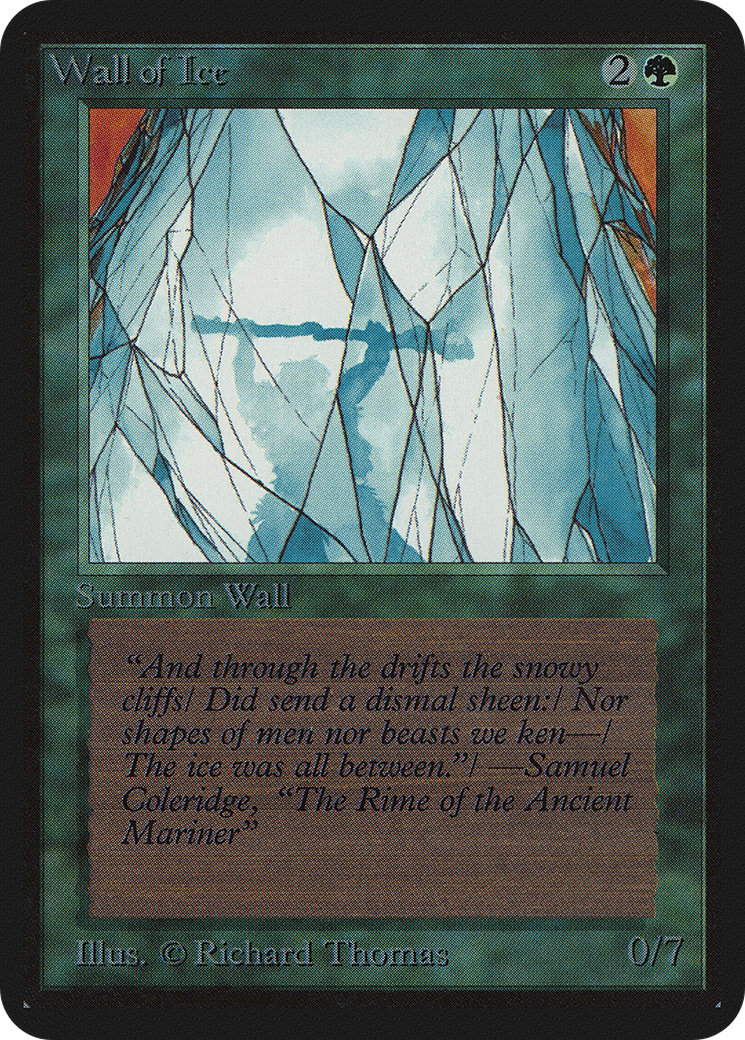 Wall of Ice 2
Summon Wall
“And through the drifts the snowy
cliffs/ Did send a dismal sheen:/ Nor
shapes of men nor beasts we ken—/
The ice was all between.”/ —Samuel
Coleridge, “The Rime of the Ancient
Mariner”
Illus. © Richard Thomas 0/7